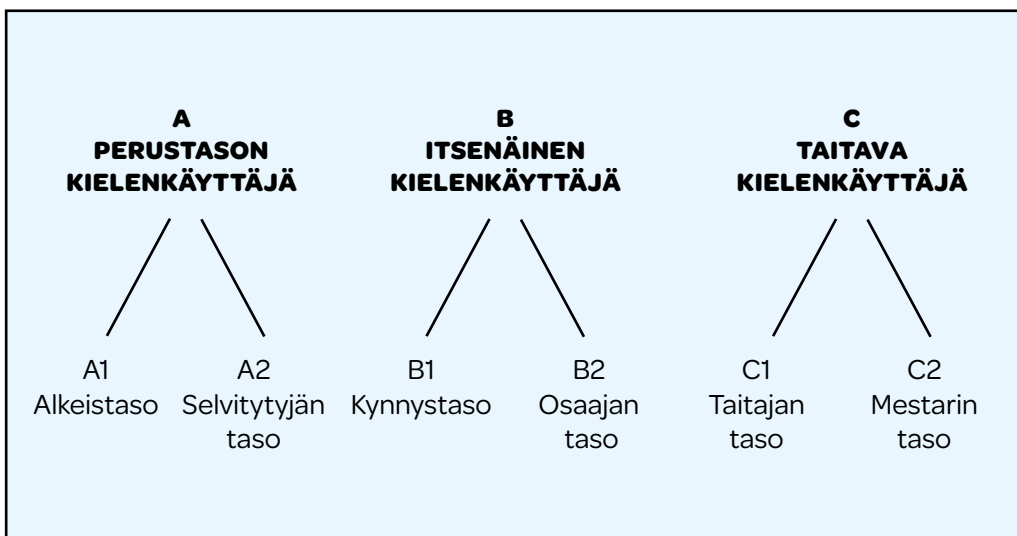 A
PERUSTASON
KIELENKÄYTTÄJÄ
B
ITSENÄINEN
KIELENKÄYTTÄJÄ
C
TAITAVA
KIELENKÄYTTÄJÄ
A1
Alkeistaso
A2
Selvitytyjän
taso
B1
Kynnystaso
B2
Osaajan
taso
C1
Taitajan
taso
C2
Mestarin
taso